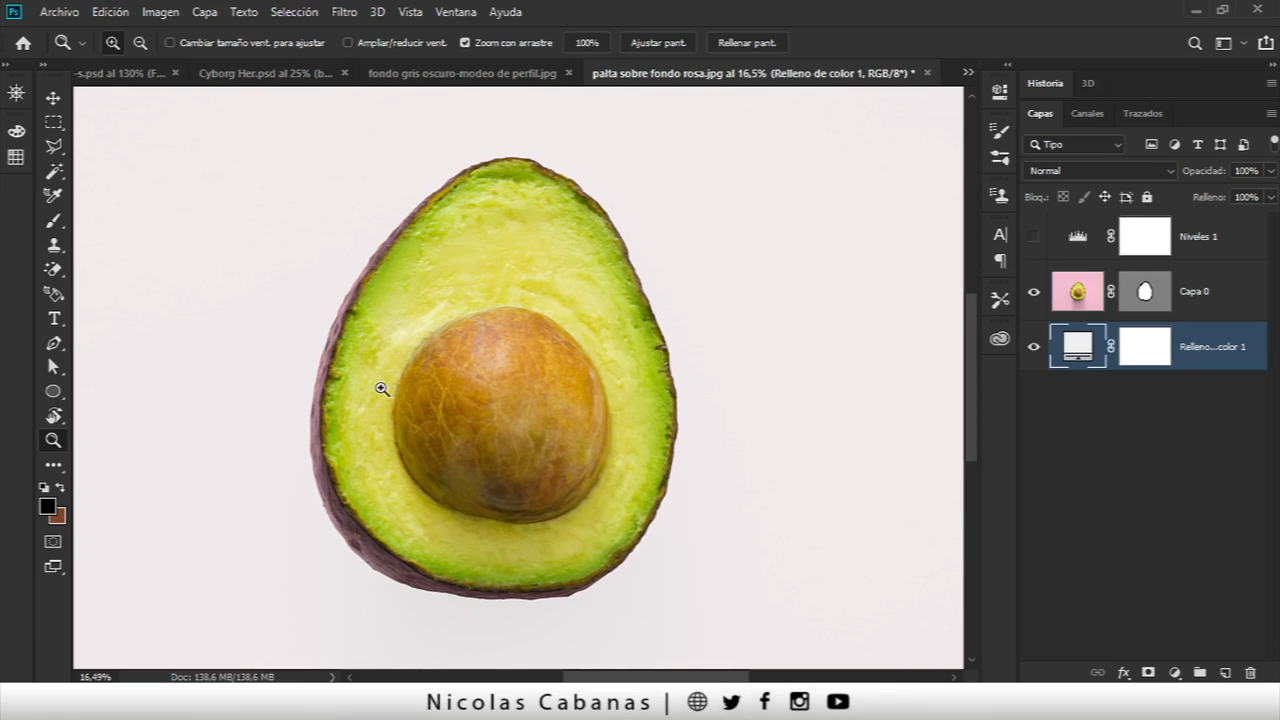 Ps Archivo Edición Imagen Capa Texto Selección Filtro 3D Vista Ventana Ayuda
Cambiar tamaño vent. para ajustar Ampliar/reducir vent. Zoom con arrastre 100% Ajustar pant. Rellenar pant.
-s.psd al 130% (F... × Cyborg Her.psd al 25% (b... × fondo gris oscuro-modeo de perfil.jpg × palta sobre fondo rosa.jpg al 16,5% (Relleno de color 1, RGB/8*) * ×
Historia 3D
Capas Canales Trazados
Tipo
Normal Opacidad: 100%
Bloq.: Relleno: 100%
Niveles 1
Capa 0
Relleno...color 1
16,49% Doc: 138,6 MB/138,6 MB
Nicolas Cabanas |